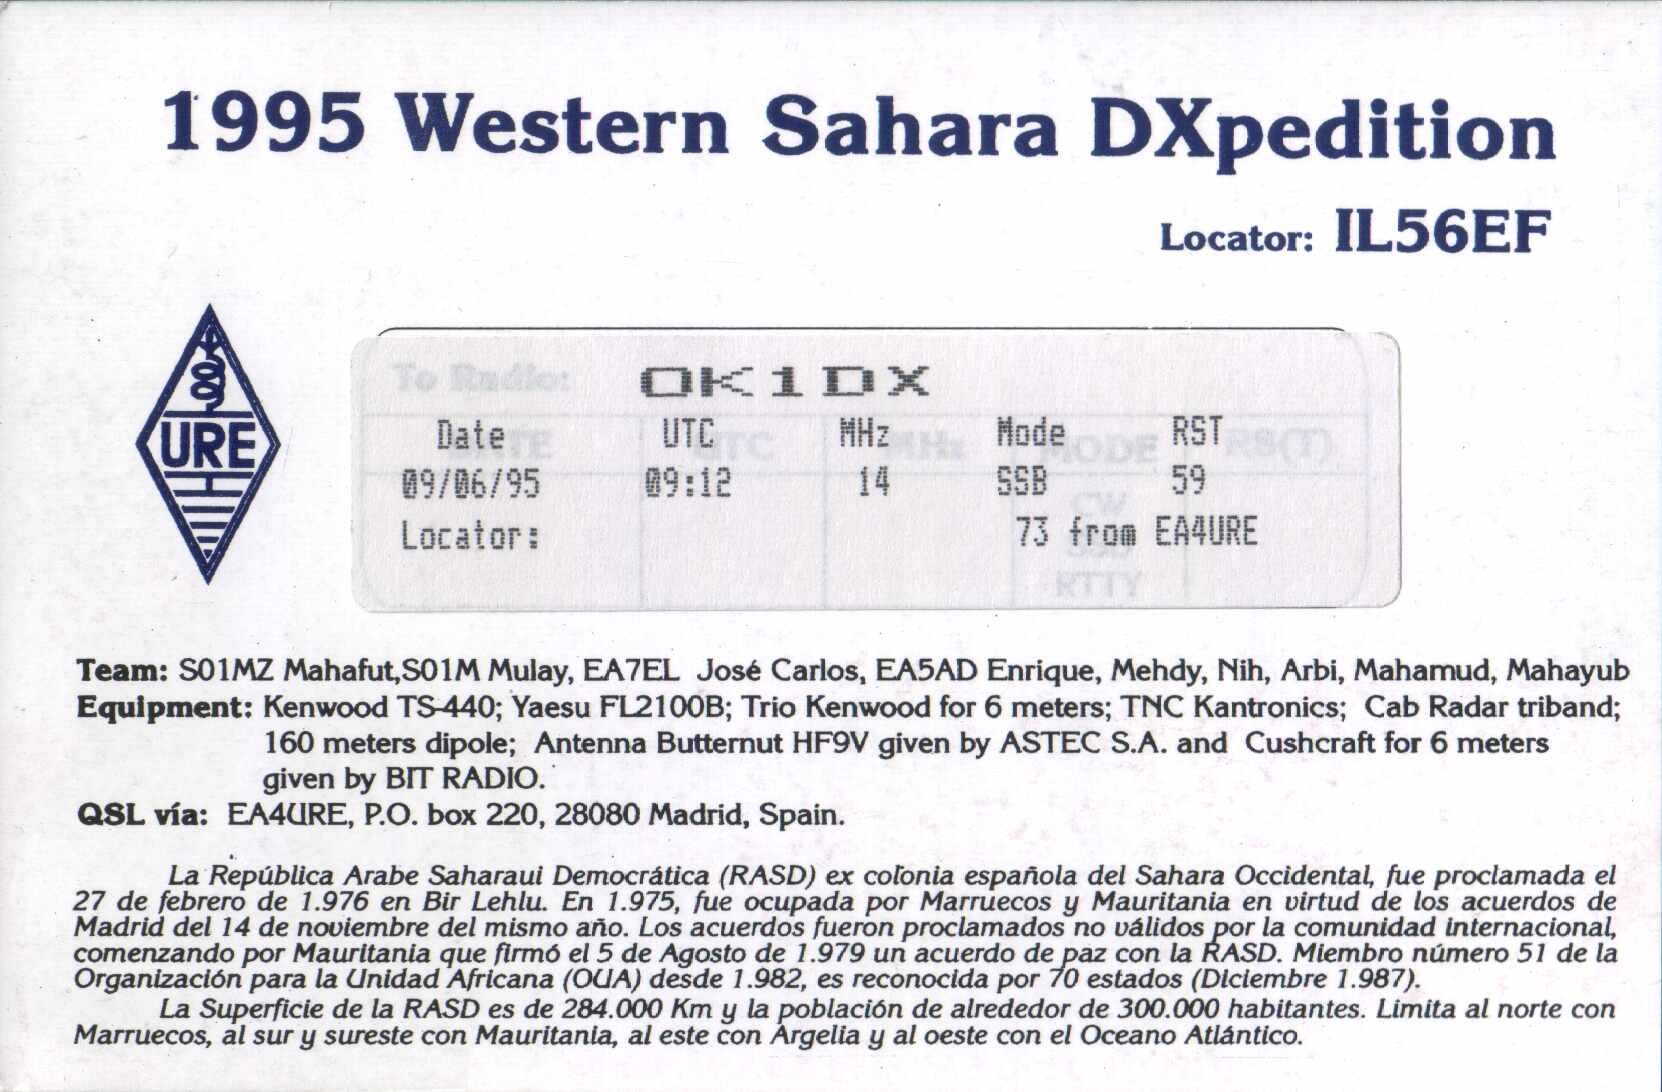 1995 Western Sahara DXpedition
Locator: IL56EF
URE
To Radio: OK1DX
Date UTC MHz Mode RST
DATE UTC MHz MODE RS(T)
09/06/95 09:12 14 SSB 59
CW
Locator: 73 from EA4URE
SSB
RTTY
Team: S01MZ Mahafut,S01M Mulay, EA7EL José Carlos, EA5AD Enrique, Mehdy, Nih, Arbi, Mahamud, Mahayub
Equipment: Kenwood TS-440; Yaesu FL2100B; Trio Kenwood for 6 meters; TNC Kantronics; Cab Radar triband;
160 meters dipole; Antenna Butternut HF9V given by ASTEC S.A. and Cushcraft for 6 meters
given by BIT RADIO.
QSL vía: EA4URE, P.O. box 220, 28080 Madrid, Spain.
La República Arabe Saharaui Democrática (RASD) ex colonia española del Sahara Occidental, fue proclamada el
27 de febrero de 1.976 en Bir Lehlu. En 1.975, fue ocupada por Marruecos y Mauritania en virtud de los acuerdos de
Madrid del 14 de noviembre del mismo año. Los acuerdos fueron proclamados no válidos por la comunidad internacional,
comenzando por Mauritania que firmó el 5 de Agosto de 1.979 un acuerdo de paz con la RASD. Miembro número 51 de la
Organización para la Unidad Africana (OUA) desde 1.982, es reconocida por 70 estados (Diciembre 1.987).
La Superficie de la RASD es de 284.000 Km y la población de alrededor de 300.000 habitantes. Limita al norte con
Marruecos, al sur y sureste con Mauritania, al este con Argelia y al oeste con el Oceano Atlántico.